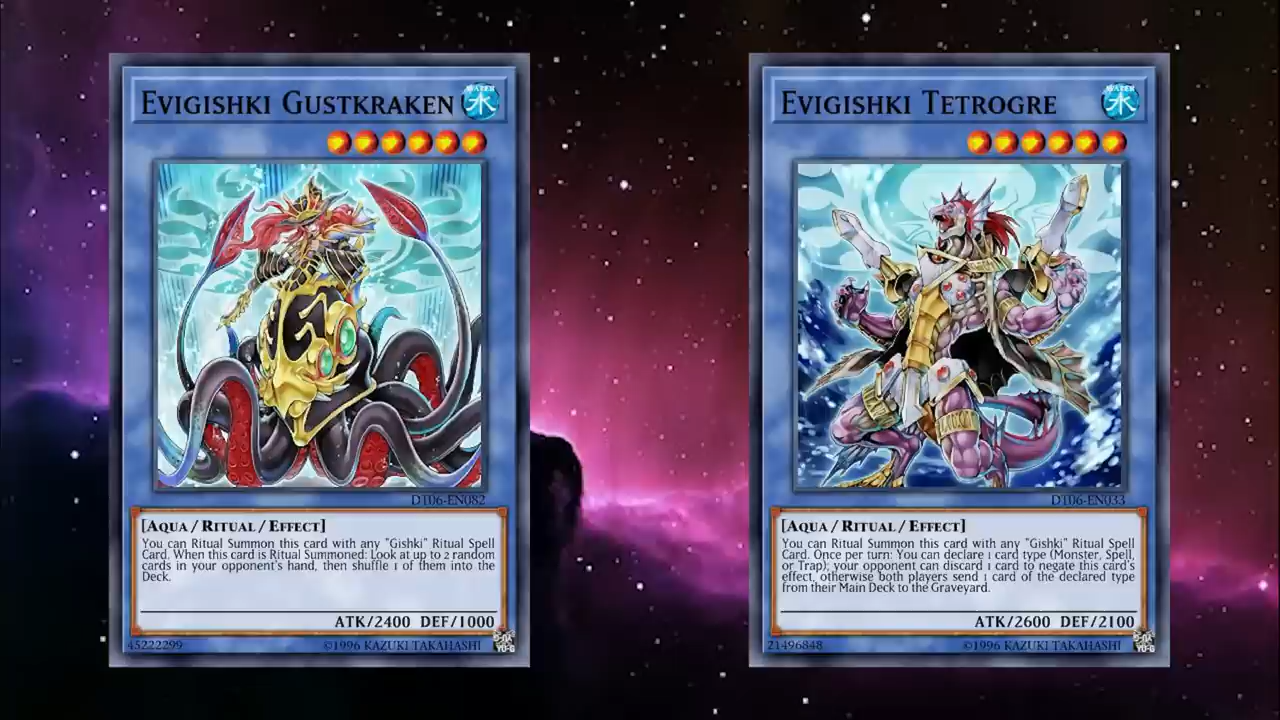 EVIGISHKI GUSTKRAKEN
WATER
水
DT06-EN082
[AQUA / RITUAL / EFFECT]
You can Ritual Summon this card with any "Gishki" Ritual Spell
Card. When this card is Ritual Summoned: Look at up to 2 random
cards in your opponent's hand, then shuffle 1 of them into the
Deck.
ATK/2400 DEF/1000
45222299
©1996 KAZUKI TAKAHASHI
EVIGISHKI TETROGRE
WATER
水
DT06-EN033
[AQUA / RITUAL / EFFECT]
You can Ritual Summon this card with any "Gishki" Ritual Spell
Card. Once per turn: You can declare 1 card type (Monster, Spell,
or Trap); your opponent can discard 1 card to negate this card's
effect, otherwise both players send 1 card of the declared type
from their Main Deck to the Graveyard.
ATK/2600 DEF/2100
21496848
©1996 KAZUKI TAKAHASHI